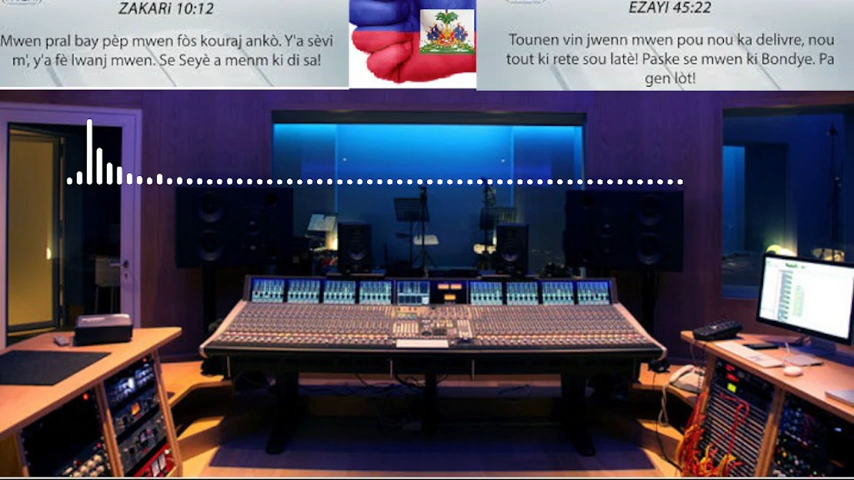 ZAKARi 10:12
Mwen pral bay pèp mwen fòs kouraj ankò. Y'a sèvi
m', y'a fè lwanj mwen. Se Seyè a menm ki di sa!
EZAYI 45:22
Tounen vin jwenn mwen pou nou ka delivre, nou
tout ki rete sou latè! Paske se mwen ki Bondye. Pa
gen lòt!